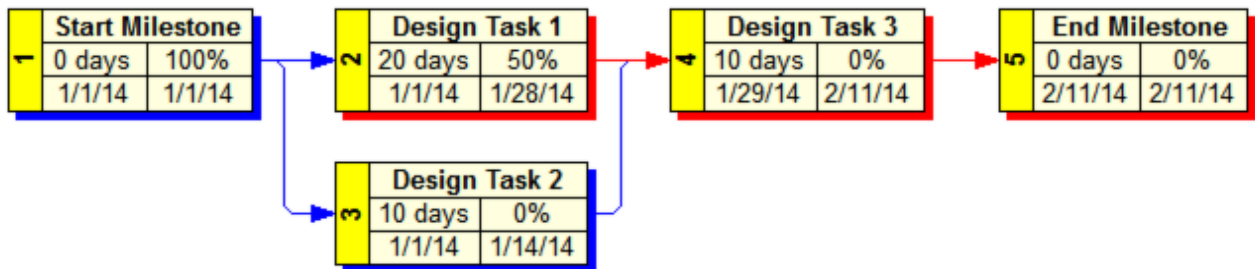 1
Start Milestone
0 days 100%
1/1/14 1/1/14
2
Design Task 1
20 days 50%
1/1/14 1/28/14
4
Design Task 3
10 days 0%
1/29/14 2/11/14
5
End Milestone
0 days 0%
2/11/14 2/11/14
3
Design Task 2
10 days 0%
1/1/14 1/14/14